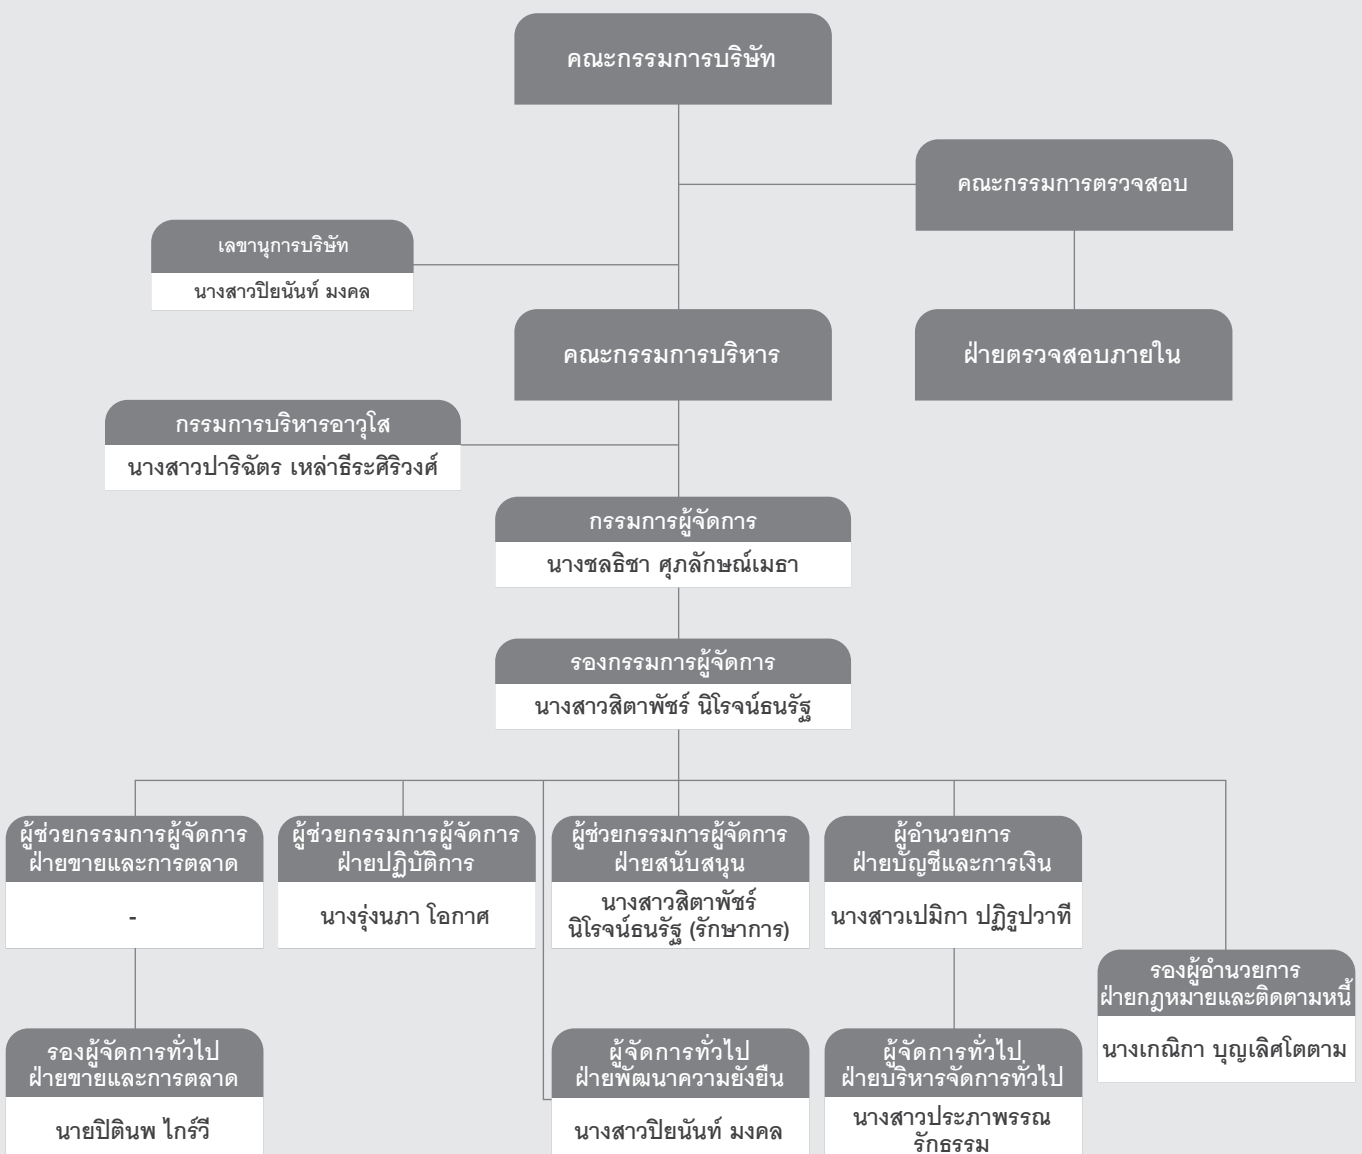 คณะกรรมการบริษัท
คณะกรรมการตรวจสอบ
เลขานุการบริษัท
นางสาวปิยนันท์ มงคล
คณะกรรมการบริหาร
ฝ่ายตรวจสอบภายใน
กรรมการบริหารอาวุโส
นางสาวปาริฉัตร เหล่าธีระศิริวงศ์
กรรมการผู้จัดการ
นางชลธิชา ศุภลักษณ์เมธา
รองกรรมการผู้จัดการ
นางสาวสิตาพัชร์ นิโรจน์ธนรัฐ
ผู้ช่วยกรรมการผู้จัดการ
ฝ่ายขายและการตลาด
-
ผู้ช่วยกรรมการผู้จัดการ
ฝ่ายปฏิบัติการ
นางรุ่งนภา โอกาศ
ผู้ช่วยกรรมการผู้จัดการ
ฝ่ายสนับสนุน
นางสาวสิตาพัชร์
นิโรจน์ธนรัฐ (รักษาการ)
ผู้อำนวยการ
ฝ่ายบัญชีและการเงิน
นางสาวเปมิกา ปฏิรูปวาที
รองผู้อำนวยการ
ฝ่ายกฎหมายและติดตามหนี้
นางเกณิกา บุญเลิศโตตาม
รองผู้จัดการทั่วไป
ฝ่ายขายและการตลาด
นายปิตินพ ไกร์วี
ผู้จัดการทั่วไป
ฝ่ายพัฒนาความยั่งยืน
นางสาวปิยนันท์ มงคล
ผู้จัดการทั่วไป
ฝ่ายบริหารจัดการทั่วไป
นางสาวประภาพรรณ
รักธรรม